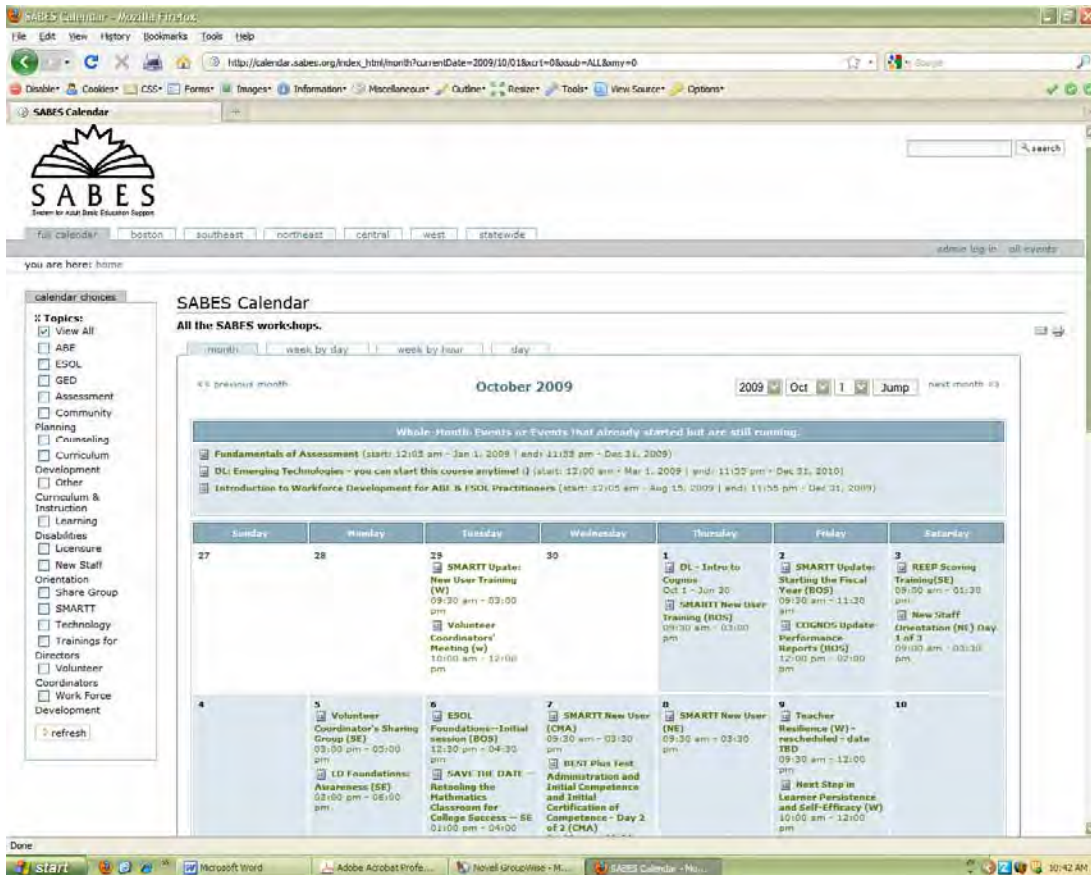 SABES Calendar - Mozilla Firefox
File Edit View History Bookmarks Tools Help
http://calendar.sabes.org/index_html/month?currentDate=2009/10/01&xcrt=0&xsub=ALL&xmy=0
Disable Cookies CSS Forms Images Information Miscellaneous Outline Resize Tools View Source Options
SABES Calendar
search
SABES
System for Adult Basic Education Support
full calendar boston southeast northeast central west statewide
admin log in all events
you are here: home
calendar choices
Topics:
View All
ABE
ESOL
GED
Assessment
Community
Planning
Counseling
Curriculum
Development
Other
Curriculum &
Instruction
Learning
Disabilities
Licensure
New Staff
Orientation
Share Group
SMARTT
Technology
Trainings for
Directors
Volunteer
Coordinators
Work Force
Development
refresh
SABES Calendar
All the SABES workshops.
month week by day week by hour day
previous month October 2009 2009 Oct 1 Jump next month
Whole-Month-Events or Events that already started but are still running.
Fundamentals of Assessment (start: 12:05 am - Jan 1, 2009 | end: 11:55 pm - Dec 31, 2009)
DL: Emerging Technologies - you can start this course anytime! :) (start: 12:00 am - Mar 1, 2009 | end: 11:55 pm - Dec 31, 2010)
Introduction to Workforce Development for ABE & ESOL Practitioners (start: 12:05 am - Aug 15, 2009 | end: 11:55 pm - Dec 31, 2009)
Sunday Monday Tuesday Wednesday Thursday Friday Saturday
27
28
29
SMARTT Upate:
New User Training
(W)
09:30 am - 03:00
pm
Volunteer
Coordinators'
Meeting (w)
10:00 am - 12:00
pm
30
1
DL - Intro to
Cognos
Oct 1 - Jun 30
SMARTT New User
Training (BOS)
09:30 am - 03:00
pm
2
SMARTT Update:
Starting the Fiscal
Year (BOS)
09:30 am - 11:30
am
COGNOS Update
Performance
Reports (BOS)
12:00 pm - 02:00
pm
3
REEP Scoring
Training(SE)
09:00 am - 01:30
pm
New Staff
Orientation (NE) Day
1 of 3
09:00 am - 03:30
pm
4
5
Volunteer
Coordinator's Sharing
Group (SE)
03:00 pm - 05:00
pm
LD Foundations:
Awareness (SE)
03:00 pm - 06:00
pm
6
ESOL
Foundations--Initial
session (BOS)
12:30 pm - 04:30
pm
SAVE THE DATE --
Retooling the
Mathmatics
Classroom for
College Success -- SE
01:00 pm - 04:00
7
SMARTT New User
(CMA)
09:30 am - 03:30
pm
BEST Plus Test
Administration and
Initial Competence
and Initial
Certification of
Competence - Day 2
of 2 (CMA)
8
SMARTT New User
(NE)
09:30 am - 03:30
pm
9
Teacher
Resilience (W) -
rescheduled - date
TBD
09:30 am - 12:00
pm
Next Step in
Learner Persistence
and Self-Efficacy (W)
10:00 am - 12:00
pm
10
Done
start Microsoft Word Adobe Acrobat Profe... Novell GroupWise - M... SABES Calendar - Mo... 10:42 AM